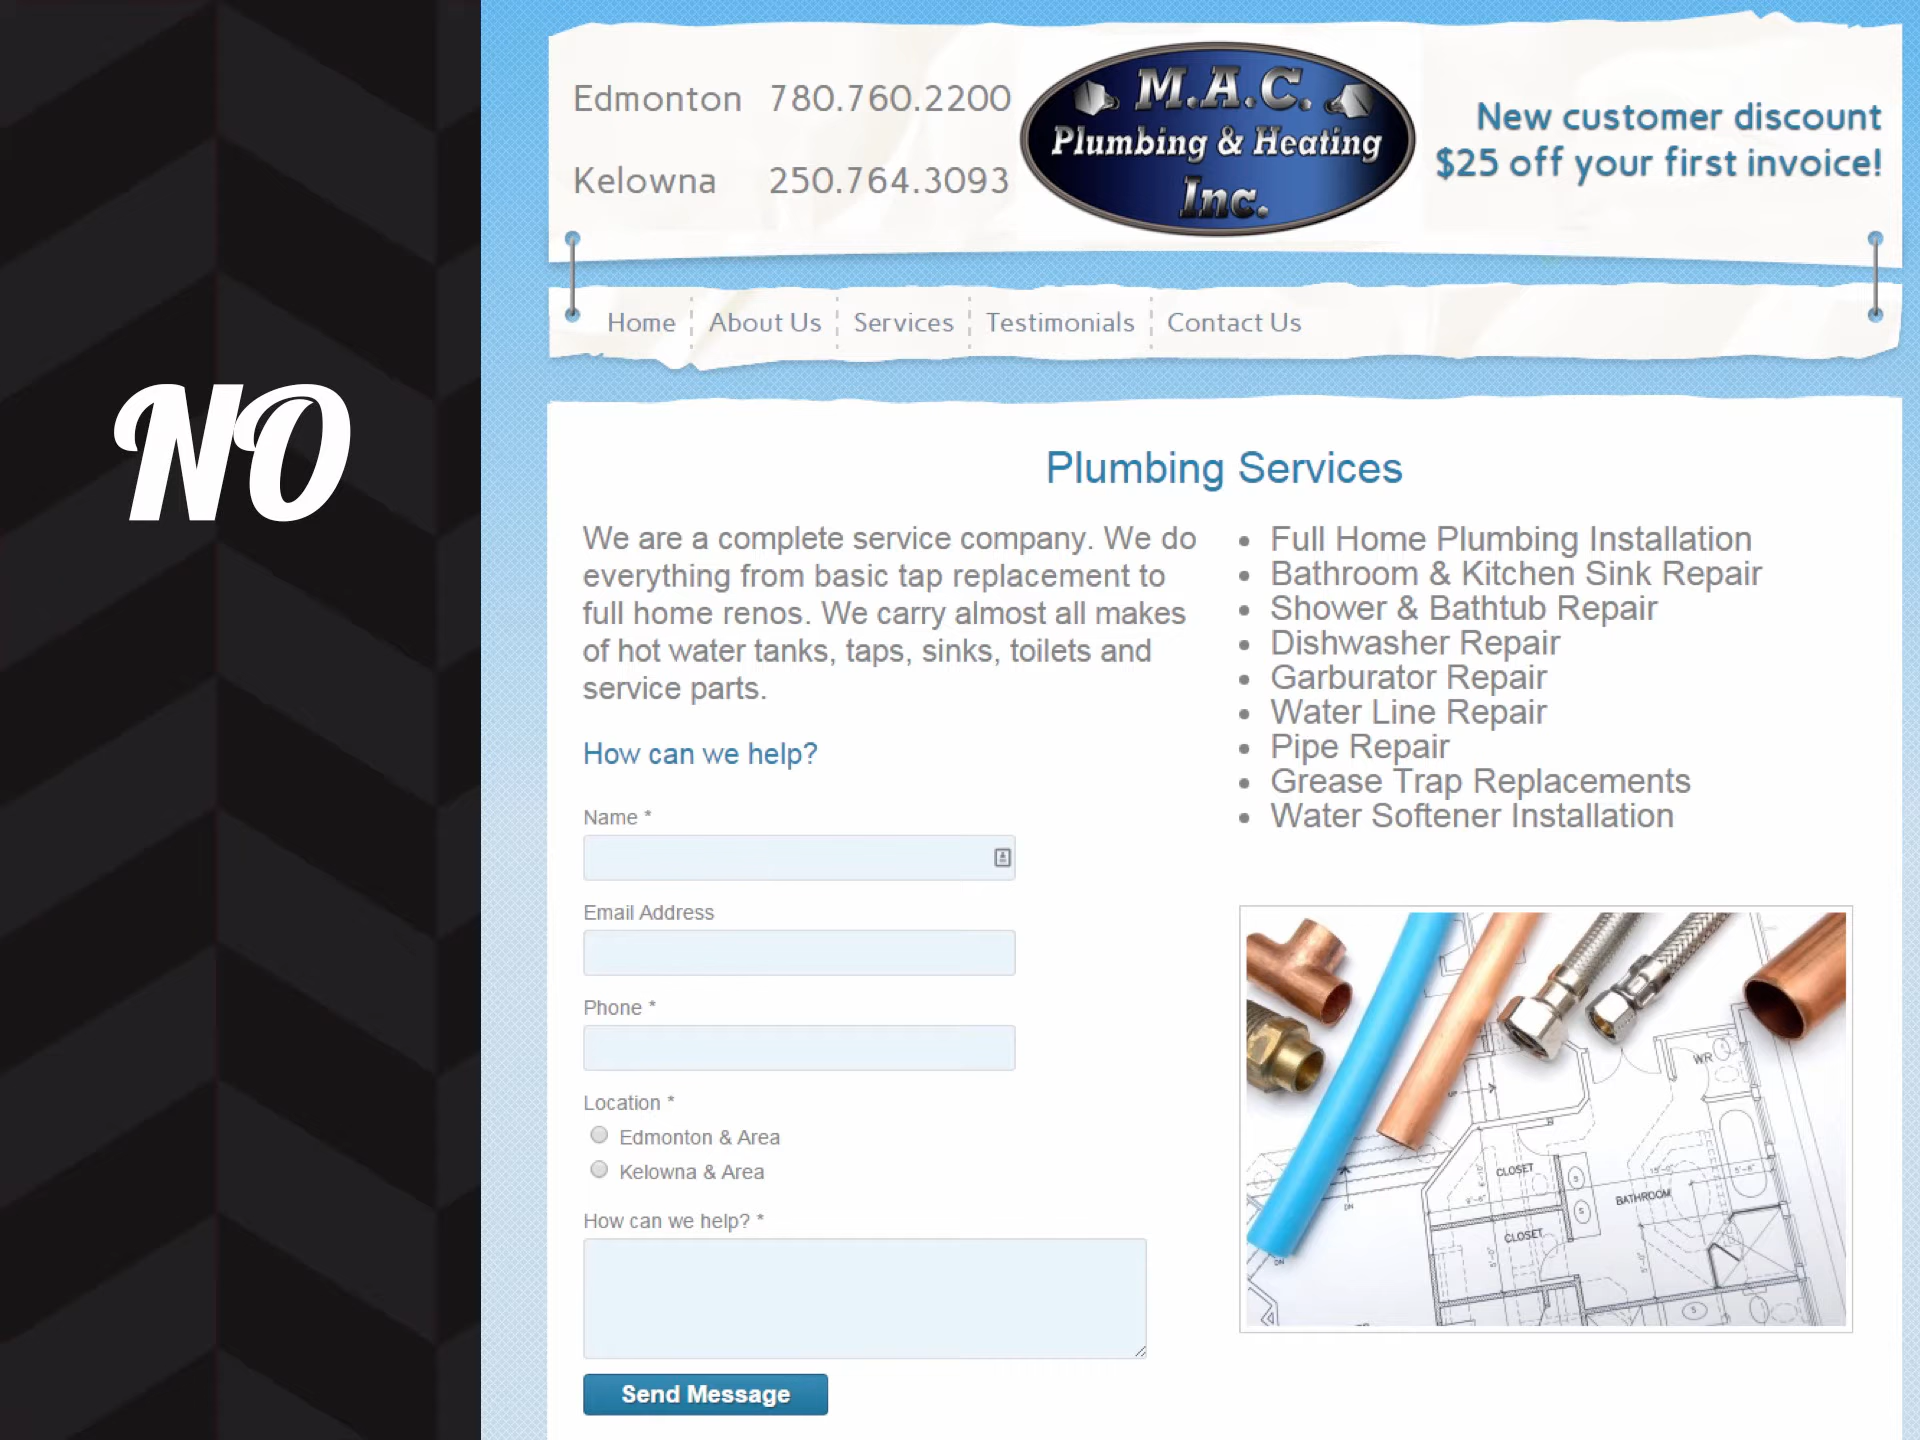 NO
Edmonton 780.760.2200
Kelowna 250.764.3093
M.A.C.
Plumbing & Heating
Inc.
New customer discount
$25 off your first invoice!
Home
About Us
Services
Testimonials
Contact Us
Plumbing Services
We are a complete service company. We do
everything from basic tap replacement to
full home renos. We carry almost all makes
of hot water tanks, taps, sinks, toilets and
service parts.
How can we help?
Name *
Email Address
Phone *
Location *
Edmonton & Area
Kelowna & Area
How can we help? *
Send Message
Full Home Plumbing Installation
Bathroom & Kitchen Sink Repair
Shower & Bathtub Repair
Dishwasher Repair
Garburator Repair
Water Line Repair
Pipe Repair
Grease Trap Replacements
Water Softener Installation
WR
UP
CLOSET
BATHROOM
CLOSET
DN
DN